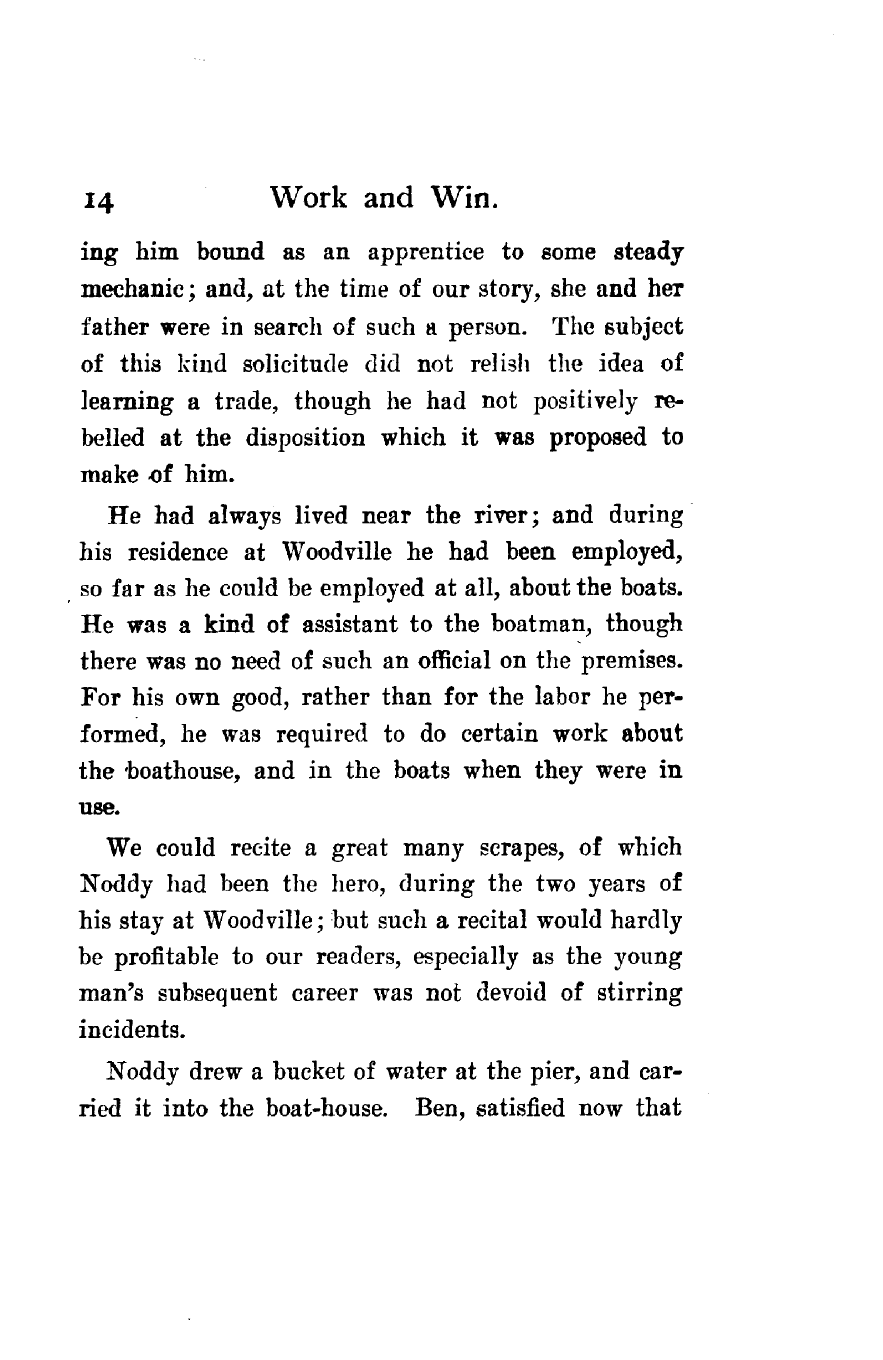 14 Work and Win.
ing him bound as an apprentice to some steady
mechanic; and, at the time of our story, she and her
father were in search of such a person. The subject
of this kind solicitude did not relish the idea of
learning a trade, though he had not positively re-
belled at the disposition which it was proposed to
make of him.
He had always lived near the river; and during
his residence at Woodville he had been employed,
so far as he could be employed at all, about the boats.
He was a kind of assistant to the boatman, though
there was no need of such an official on the premises.
For his own good, rather than for the labor he per-
formed, he was required to do certain work about
the boathouse, and in the boats when they were in
use.
We could recite a great many scrapes, of which
Noddy had been the hero, during the two years of
his stay at Woodville; but such a recital would hardly
be profitable to our readers, especially as the young
man's subsequent career was not devoid of stirring
incidents.
Noddy drew a bucket of water at the pier, and car-
ried it into the boat-house. Ben, satisfied now that